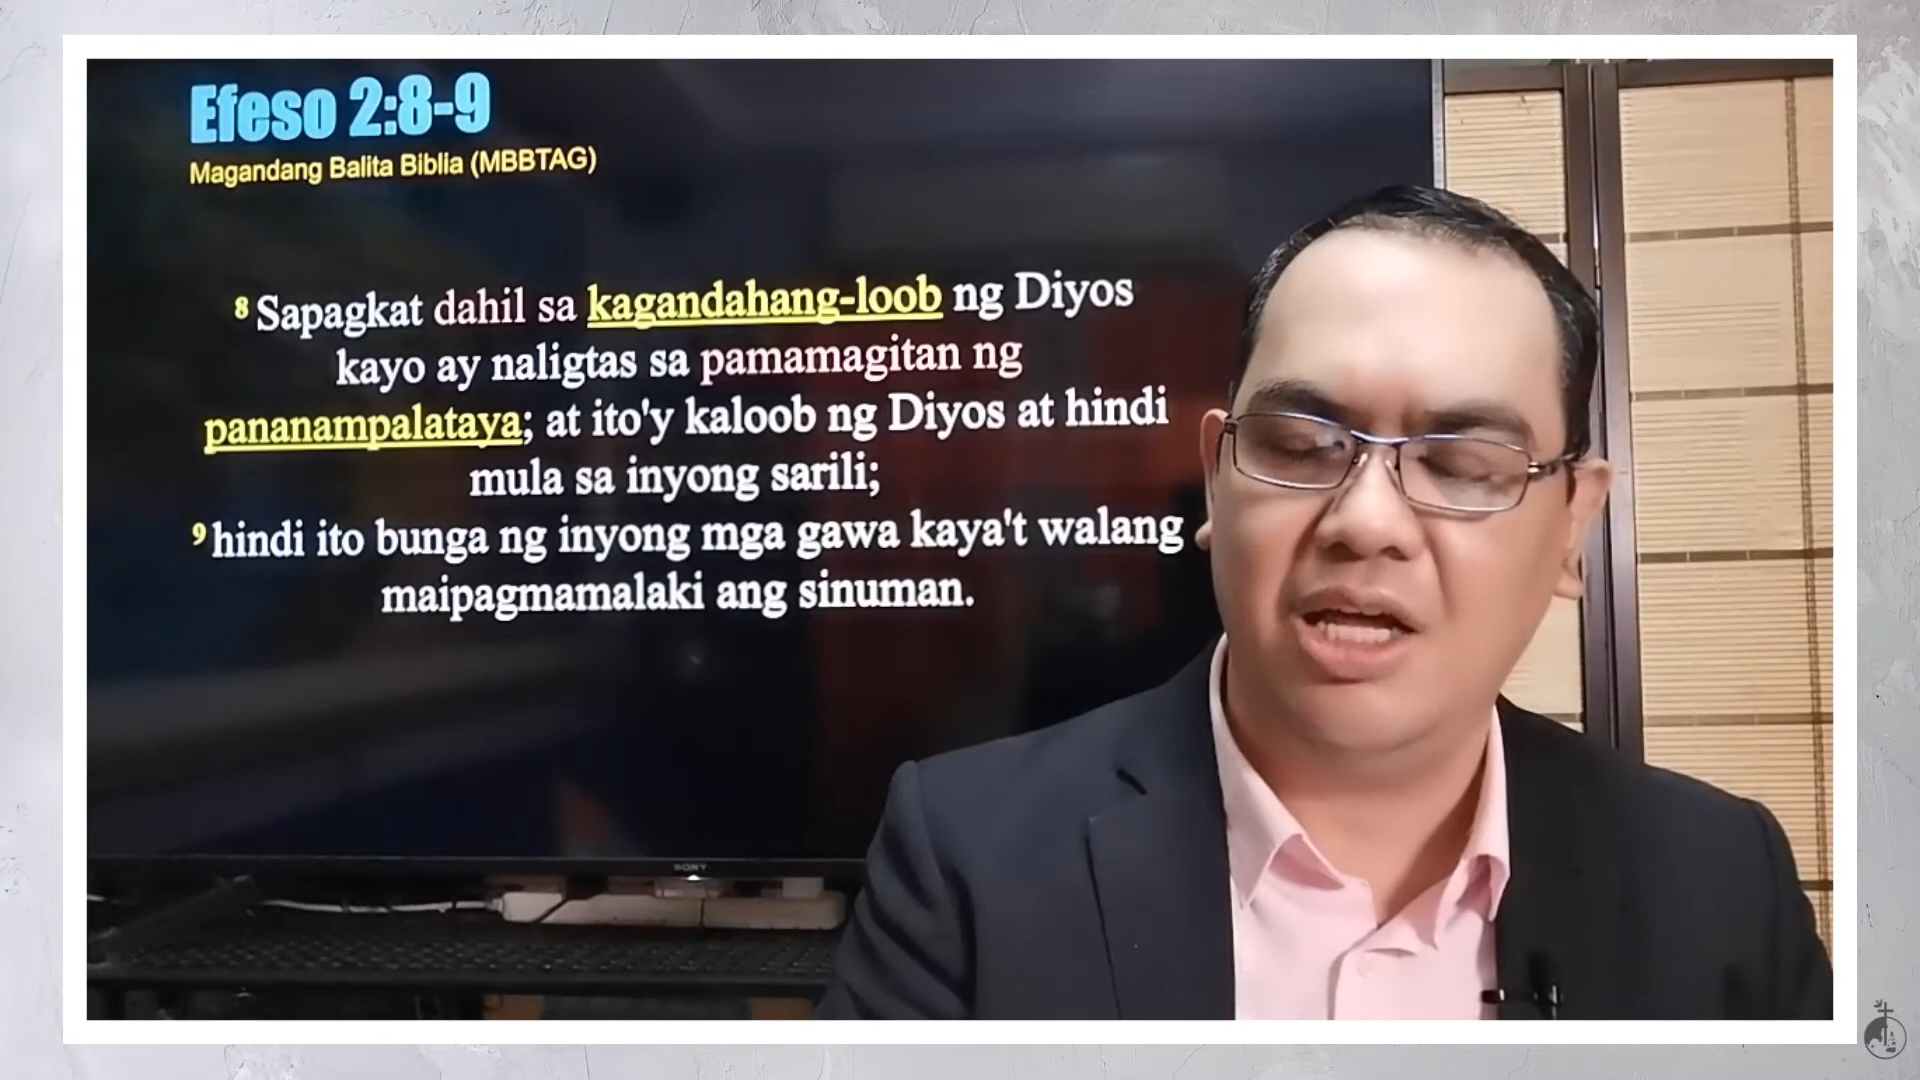 Efeso 2:8-9
Magandang Balita Biblia (MBBTAG)
8 Sapagkat dahil sa kagandahang-loob ng Diyos
kayo ay naligtas sa pamamagitan ng
pananampalataya; at ito'y kaloob ng Diyos at hindi
mula sa inyong sarili;
9 hindi ito bunga ng inyong mga gawa kaya't walang
maipagmamalaki ang sinuman.
SONY